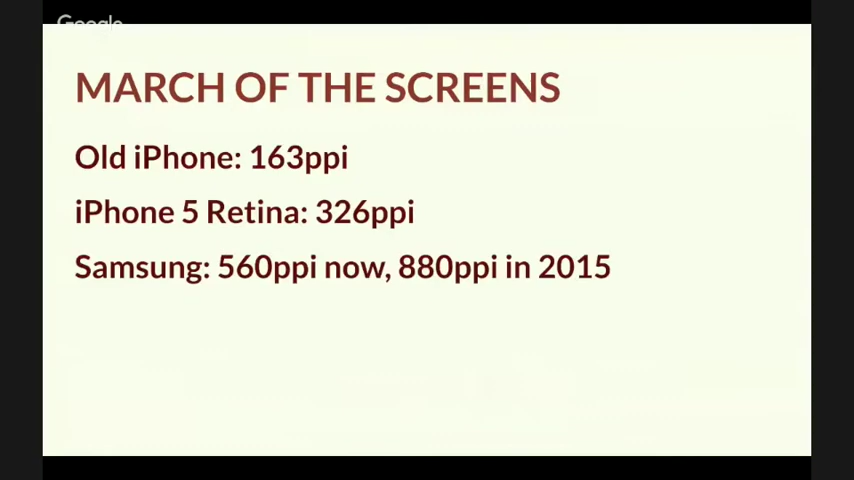 Google
MARCH OF THE SCREENS
Old iPhone: 163ppi
iPhone 5 Retina: 326ppi
Samsung: 560ppi now, 880ppi in 2015